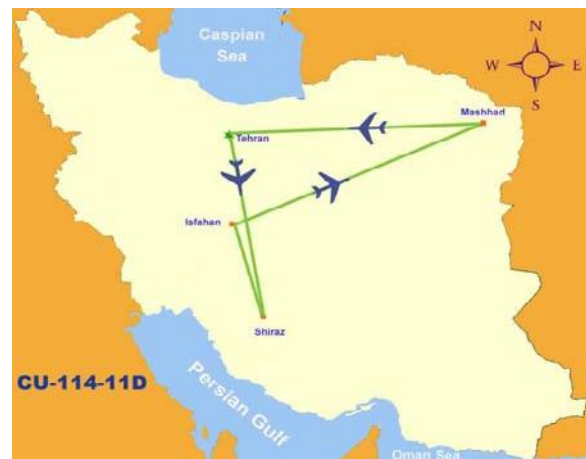 Caspian
Sea
N
W
E
S
Mashhad
Tehran
Isfahan
Shiraz
CU-114-11D
Persian Gulf
Oman Sea